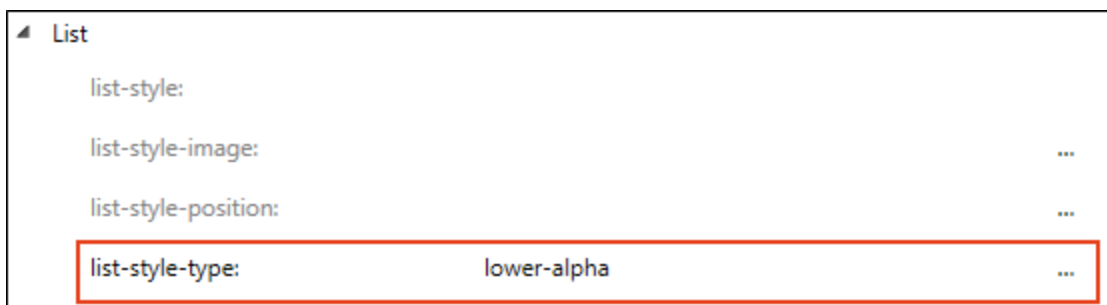 List
list-style:
list-style-image: ...
list-style-position: ...
list-style-type: lower-alpha ...